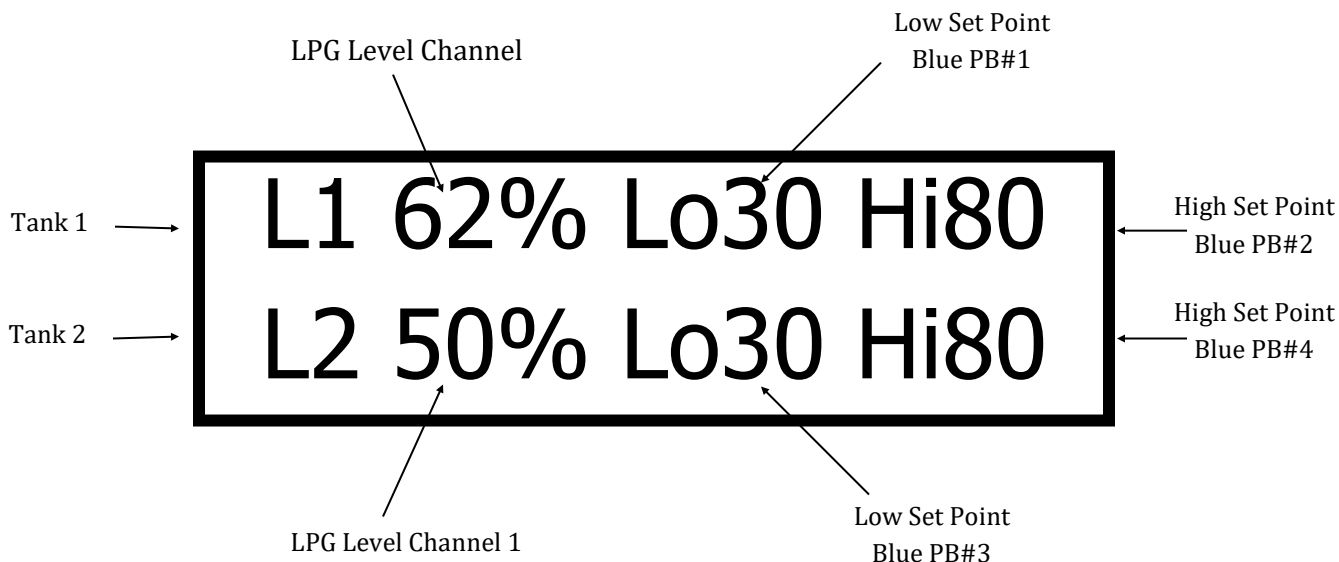 Low Set Point
Blue PB#1
LPG Level Channel
L1 62% Lo30 Hi80
Tank 1
High Set Point
Blue PB#2
L2 50% Lo30 Hi80
Tank 2
High Set Point
Blue PB#4
LPG Level Channel 1
Low Set Point
Blue PB#3